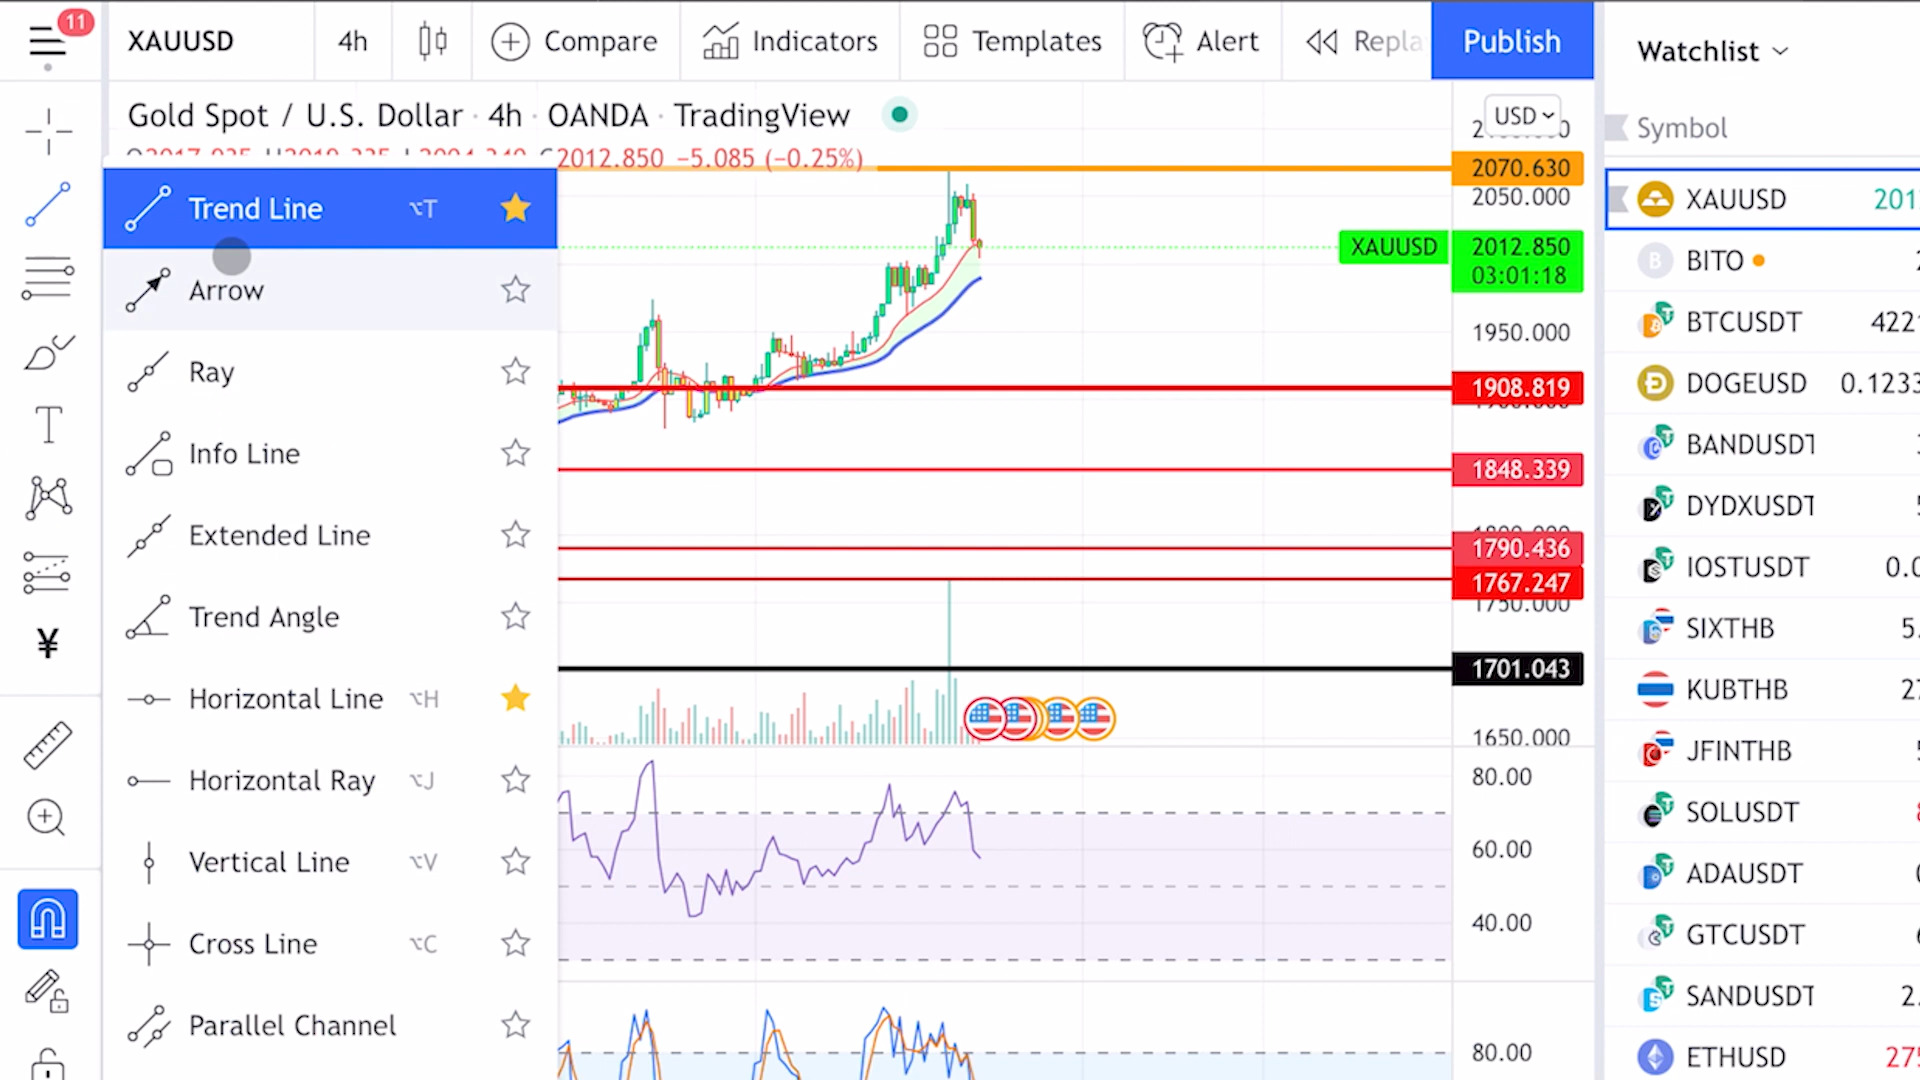 11
XAUUSD
4h
Compare
Indicators
Templates
Alert
Publish
Watchlist
Gold Spot / U.S. Dollar · 4h · OANDA · TradingView
USD
Symbol
2012.850 −5.085 (−0.25%)
2070.630
2050.000
XAUUSD
2012.850
03:01:18
1950.000
1908.819
1848.339
1790.436
1767.247
1750.000
1701.043
1650.000
80.00
60.00
40.00
80.00
Trend Line ⌥T
Arrow
Ray
Info Line
Extended Line
Trend Angle
Horizontal Line ⌥H
Horizontal Ray ⌥J
Vertical Line ⌥V
Cross Line ⌥C
Parallel Channel
T
¥
XAUUSD
BITO
BTCUSDT
DOGEUSD
BANDUSDT
DYDXUSDT
IOSTUSDT
SIXTHB
KUBTHB
JFINTHB
SOLUSDT
ADAUSDT
GTCUSDT
SANDUSDT
ETHUSD